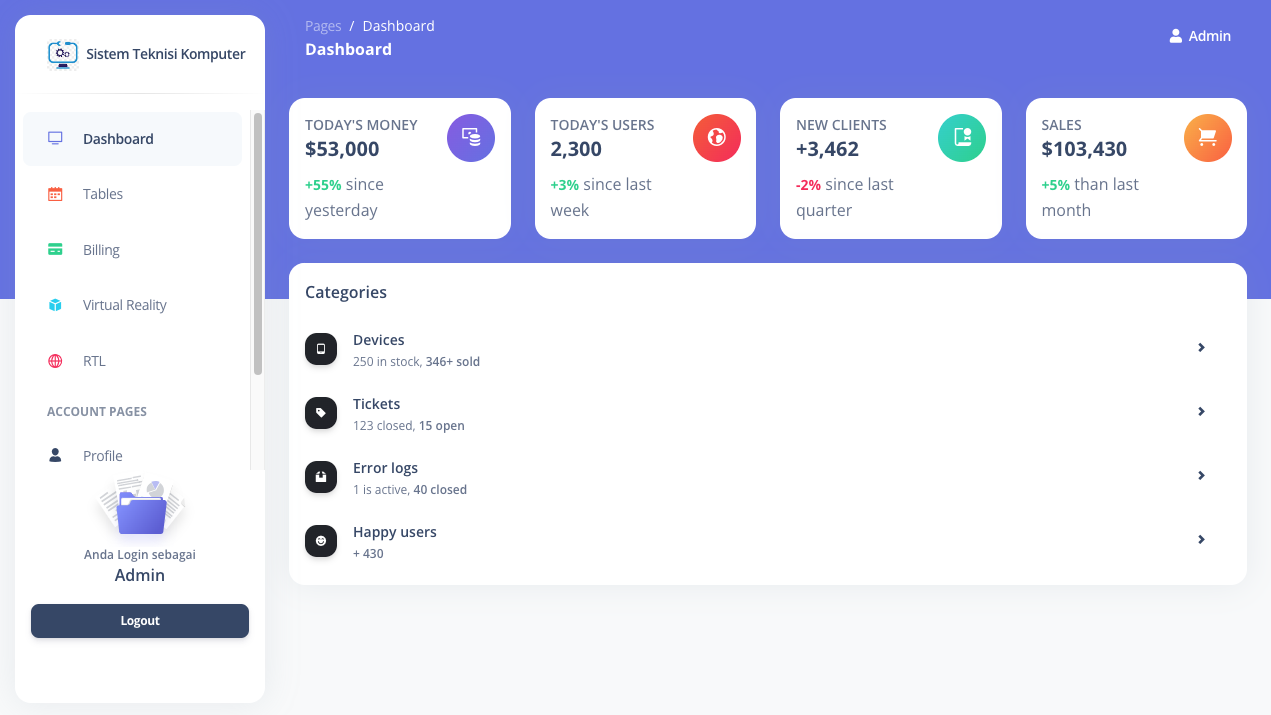 Sistem Teknisi Komputer
Dashboard
Tables
Billing
Virtual Reality
RTL
ACCOUNT PAGES
Profile
Anda Login sebagai
Admin
Logout
Pages / Dashboard
Dashboard
Admin
TODAY'S MONEY
$53,000
+55% since
yesterday
TODAY'S USERS
2,300
+3% since last
week
NEW CLIENTS
+3,462
-2% since last
quarter
SALES
$103,430
+5% than last
month
Categories
Devices
250 in stock, 346+ sold
Tickets
123 closed, 15 open
Error logs
1 is active, 40 closed
Happy users
+ 430